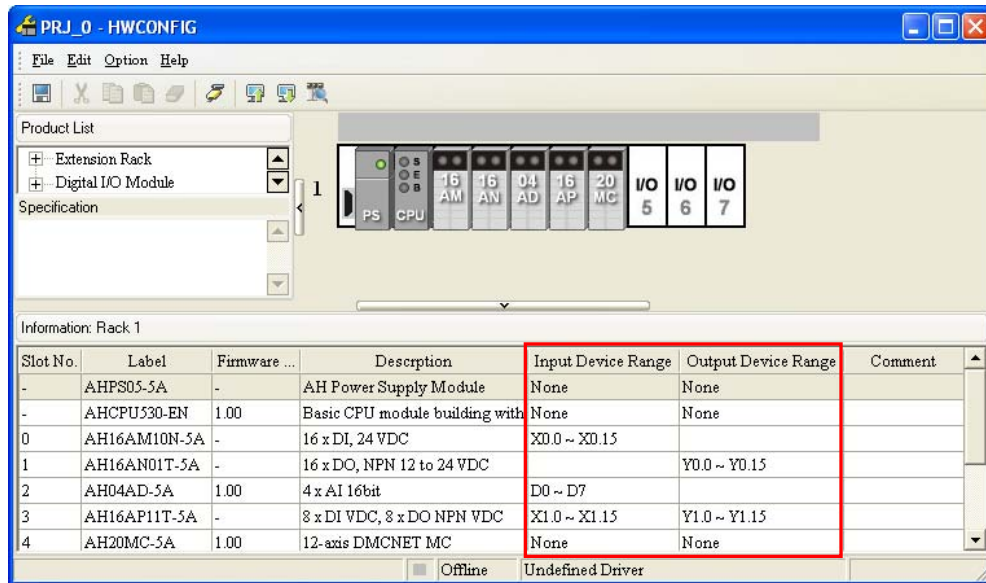 PRJ_0 - HWCONFIG
File Edit Option Help
Product List
Extension Rack
Digital I/O Module
Specification
1
PS CPU S E B 16 AM 16 AN 04 AD 16 AP 20 MC I/O 5 I/O 6 I/O 7
Information: Rack 1
Slot No. Label Firmware ... Descrption Input Device Range Output Device Range Comment
- AHPS05-5A - AH Power Supply Module None None
- AHCPU530-EN 1.00 Basic CPU module building with None None
0 AH16AM10N-5A - 16 x DI, 24 VDC X0.0 ~ X0.15
1 AH16AN01T-5A - 16 x DO, NPN 12 to 24 VDC Y0.0 ~ Y0.15
2 AH04AD-5A 1.00 4 x AI 16bit D0 ~ D7
3 AH16AP11T-5A - 8 x DI VDC, 8 x DO NPN VDC X1.0 ~ X1.15 Y1.0 ~ Y1.15
4 AH20MC-5A 1.00 12-axis DMCNET MC None None
Offline Undefined Driver